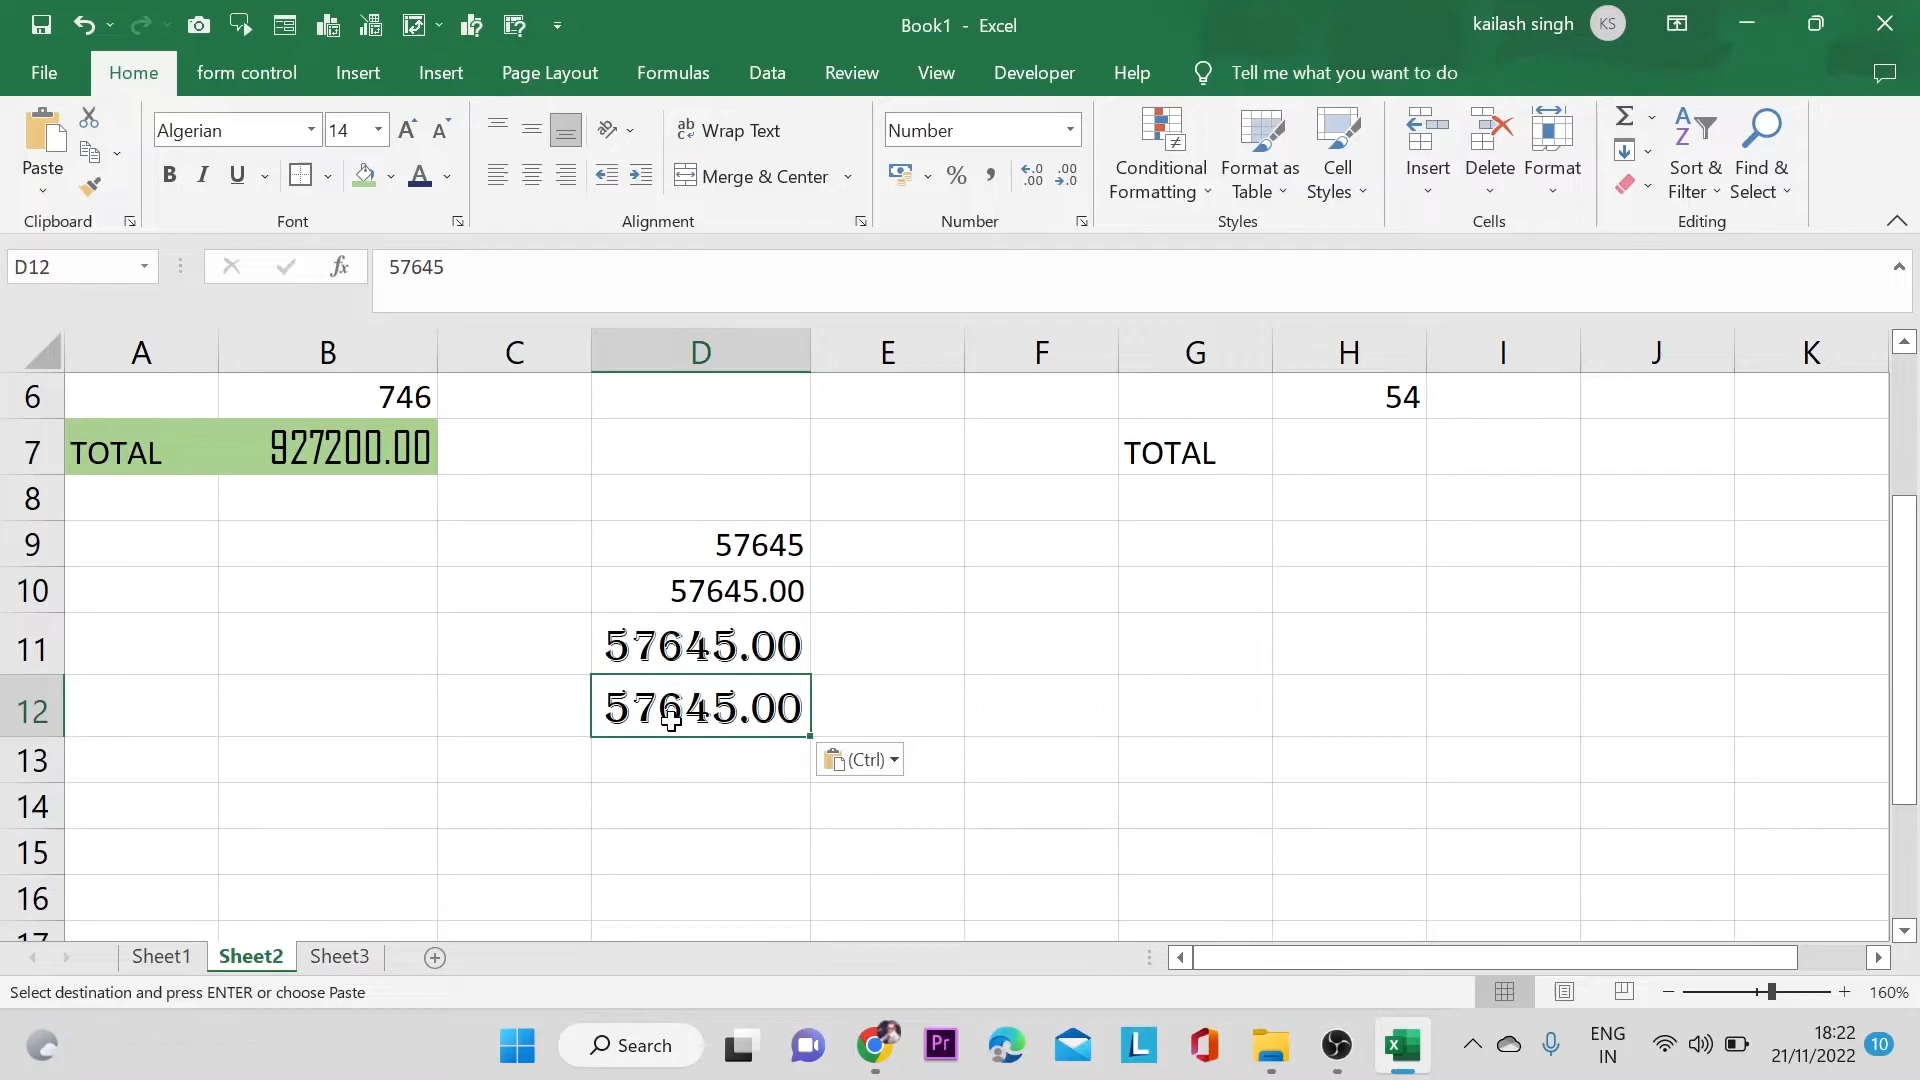 Book1 - Excel
kailash singh KS
File Home form control Insert Insert Page Layout Formulas Data Review View Developer Help Tell me what you want to do
Algerian 14 ab Wrap Text Number
Paste B I U A Merge & Center % , Conditional Formatting Format as Table Cell Styles Insert Delete Format Sort & Filter Find & Select
Clipboard Font Alignment Number Styles Cells Editing
D12 fx 57645
A B C D E F G H I J K
6 746 54
7 TOTAL 927200.00 TOTAL
8
9 57645
10 57645.00
11 57645.00
12 57645.00
13 (Ctrl)
14
15
16
17
Sheet1 Sheet2 Sheet3
Select destination and press ENTER or choose Paste 160%
Search Pr L ENG 18:22
IN 21/11/2022 10